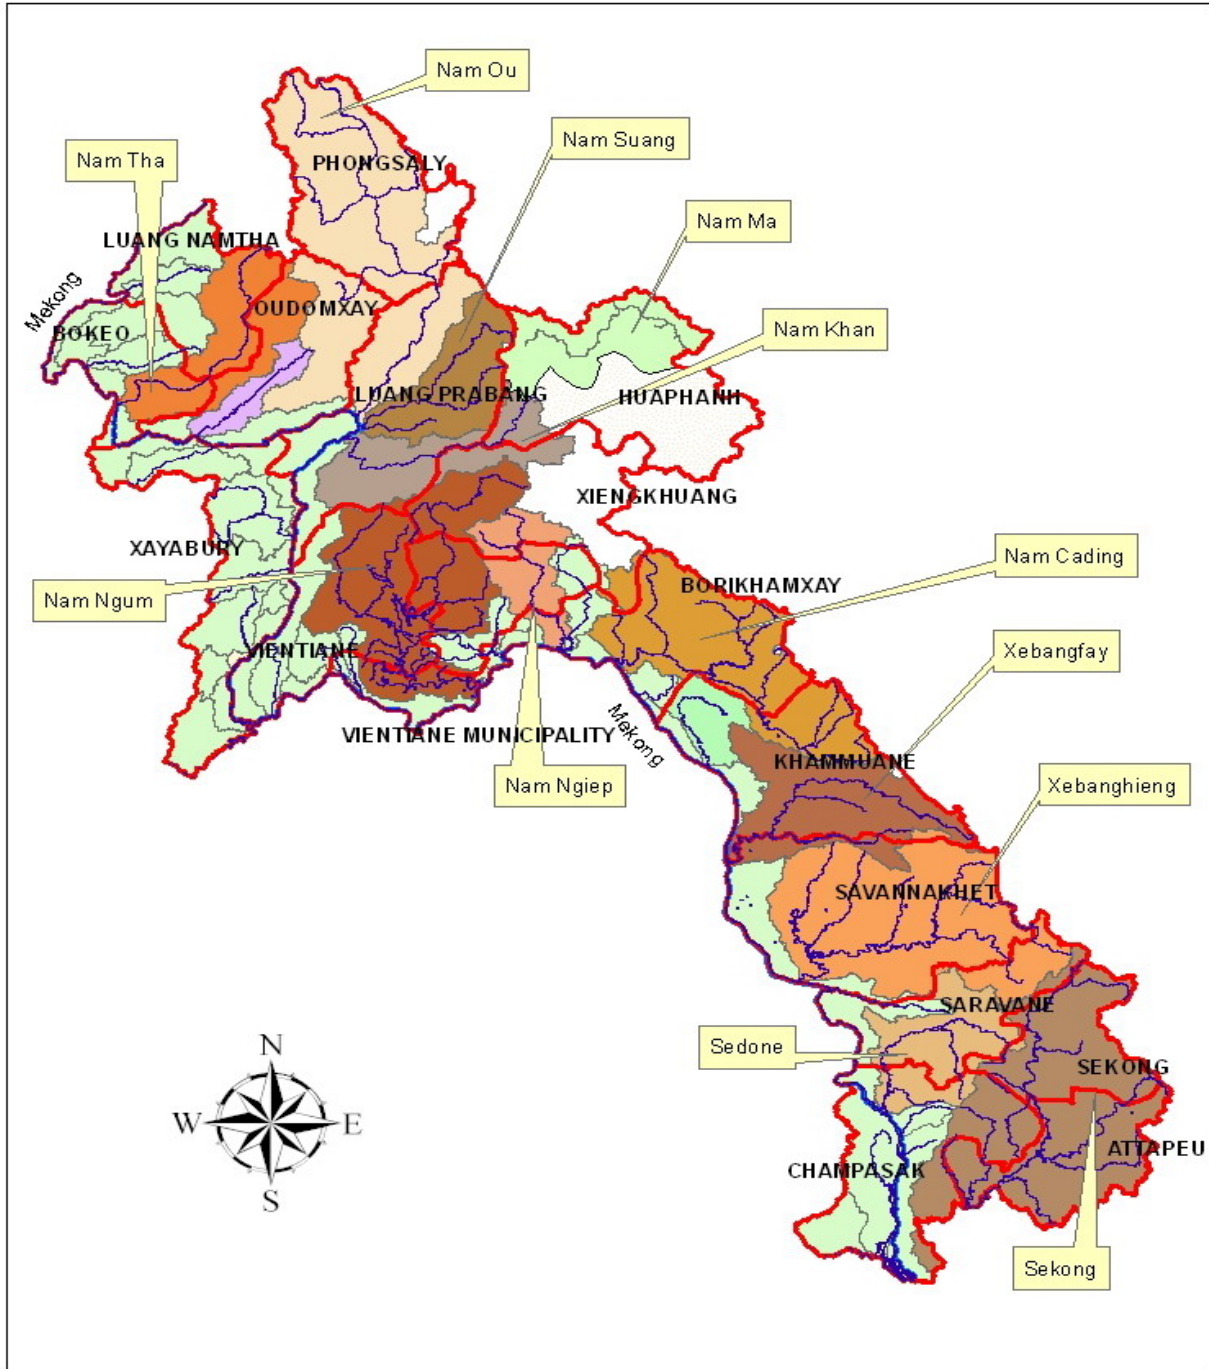 Nam Ou
Nam Suang
Nam Tha
PHONGSALY
Nam Ma
LUANG NAMTHA
Mekong
OUDOMXAY
BOKEO
Nam Khan
LUANG PRABANG
HUAPHANH
XIENGKHUANG
XAYABURY
Nam Cading
BORIKHAMXAY
Nam Ngum
VIENTIANE
Xebangfay
VIENTIANE MUNICIPALITY
Mekong
KHAMMUANE
Nam Ngiep
Xebanghieng
SAVANNAKHET
SARAVANE
Sedone
SEKONG
N
W
E
S
CHAMPASAK
ATTAPEU
Sekong